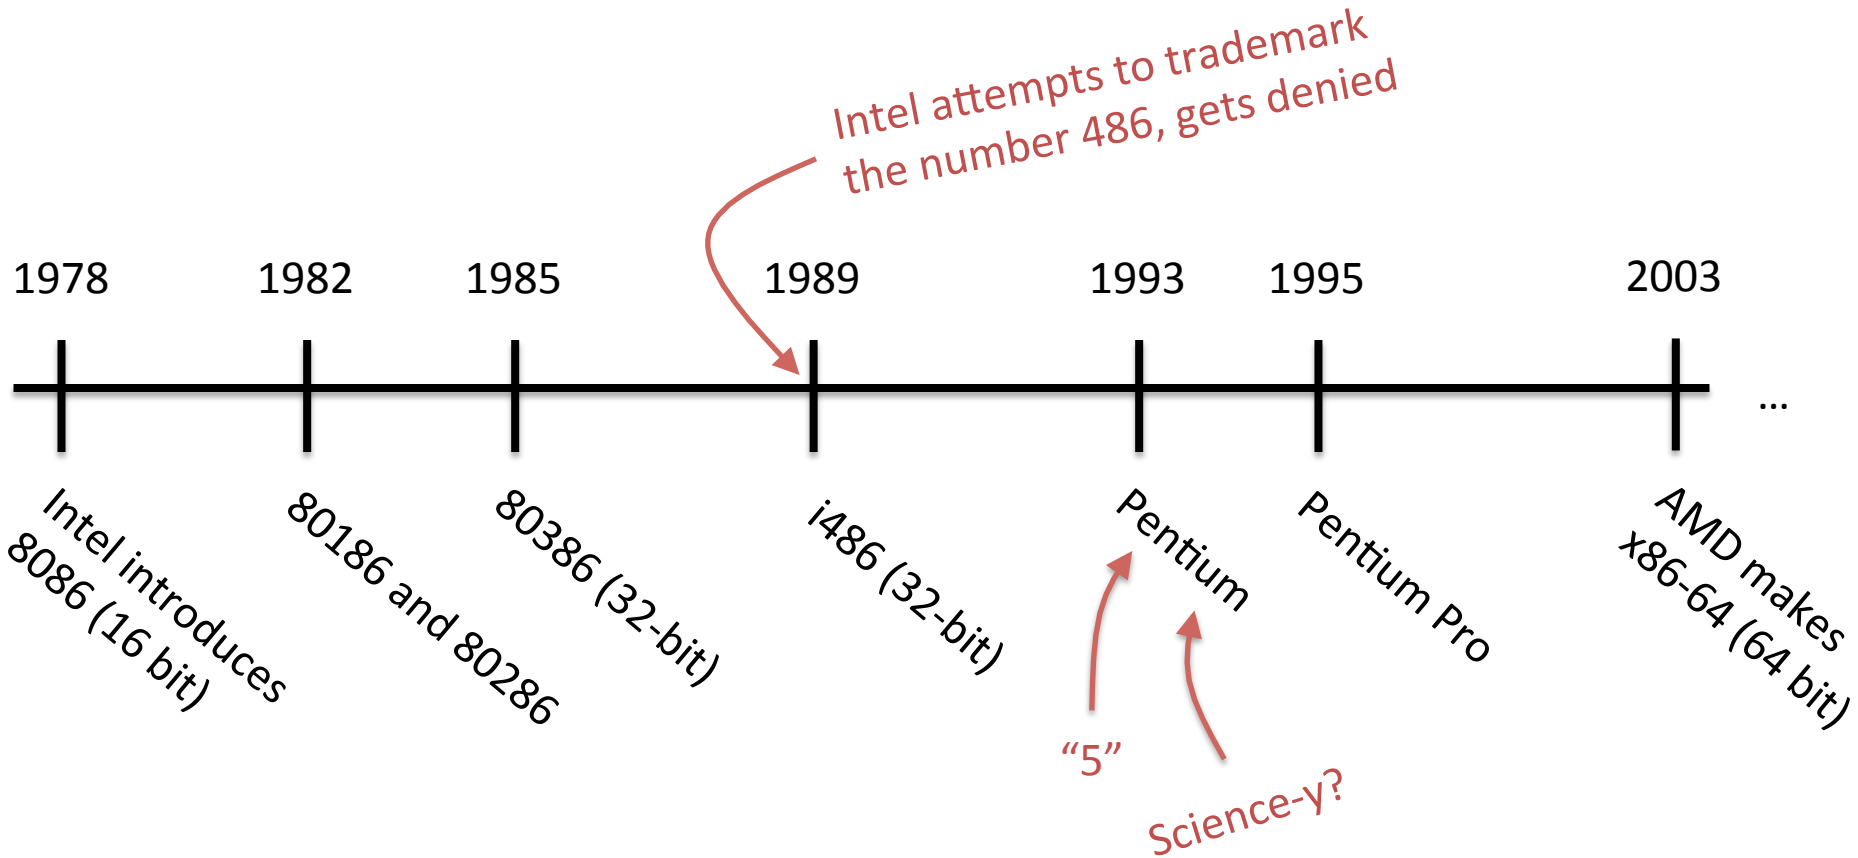 Intel attempts to trademark
the number 486, gets denied
1978
1982
1985
1989
1993
1995
2003
...
Intel introduces
8086 (16 bit)
80186 and 80286
80386 (32-bit)
i486 (32-bit)
Pentium
Pentium Pro
AMD makes
x86-64 (64 bit)
“5”
Science-y?